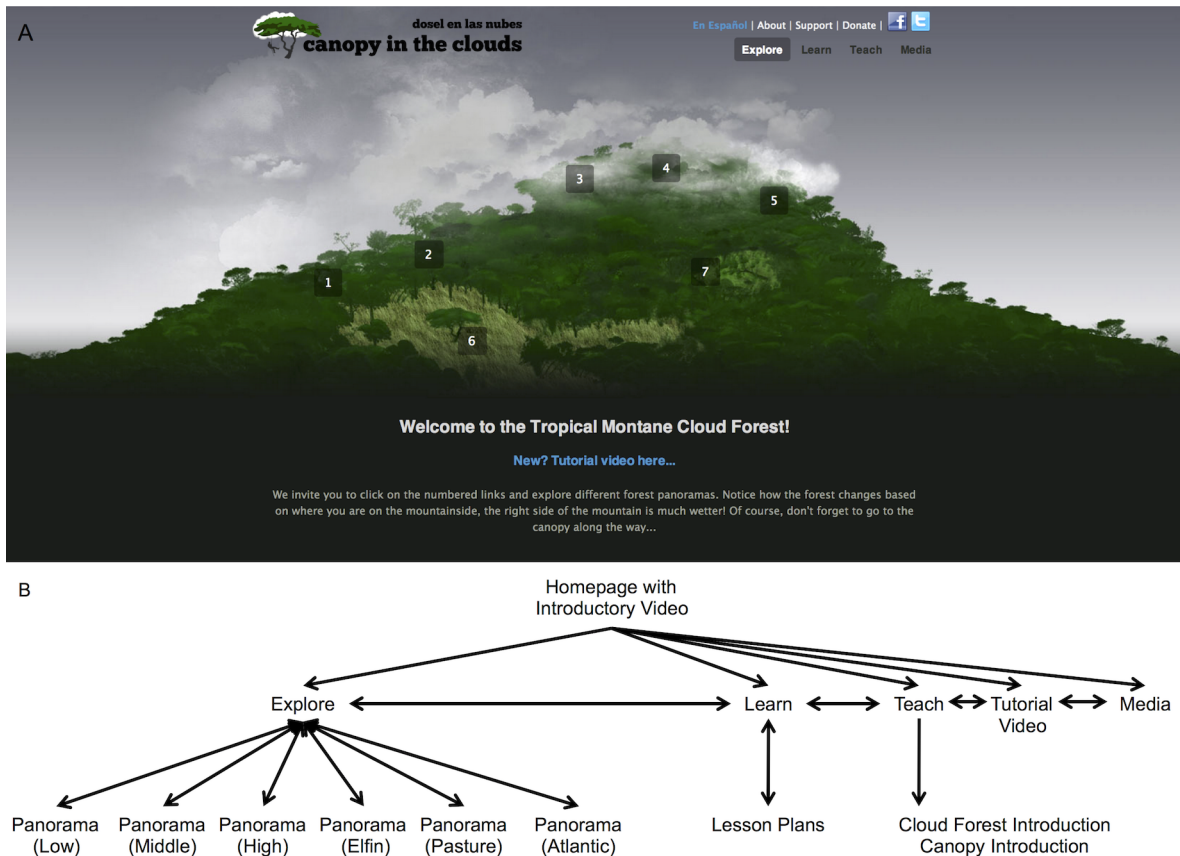 A
dosel en las nubes
canopy in the clouds
En Español | About | Support | Donate |
Explore Learn Teach Media
3
4
5
2
1
7
6
Welcome to the Tropical Montane Cloud Forest!
New? Tutorial video here...
We invite you to click on the numbered links and explore different forest panoramas. Notice how the forest changes based
on where you are on the mountainside, the right side of the mountain is much wetter! Of course, don't forget to go to the
canopy along the way...
B
Homepage with
Introductory Video
Explore
Learn
Teach
Tutorial
Video
Media
Panorama
(Low)
Panorama
(Middle)
Panorama
(High)
Panorama
(Elfin)
Panorama
(Pasture)
Panorama
(Atlantic)
Lesson Plans
Cloud Forest Introduction
Canopy Introduction